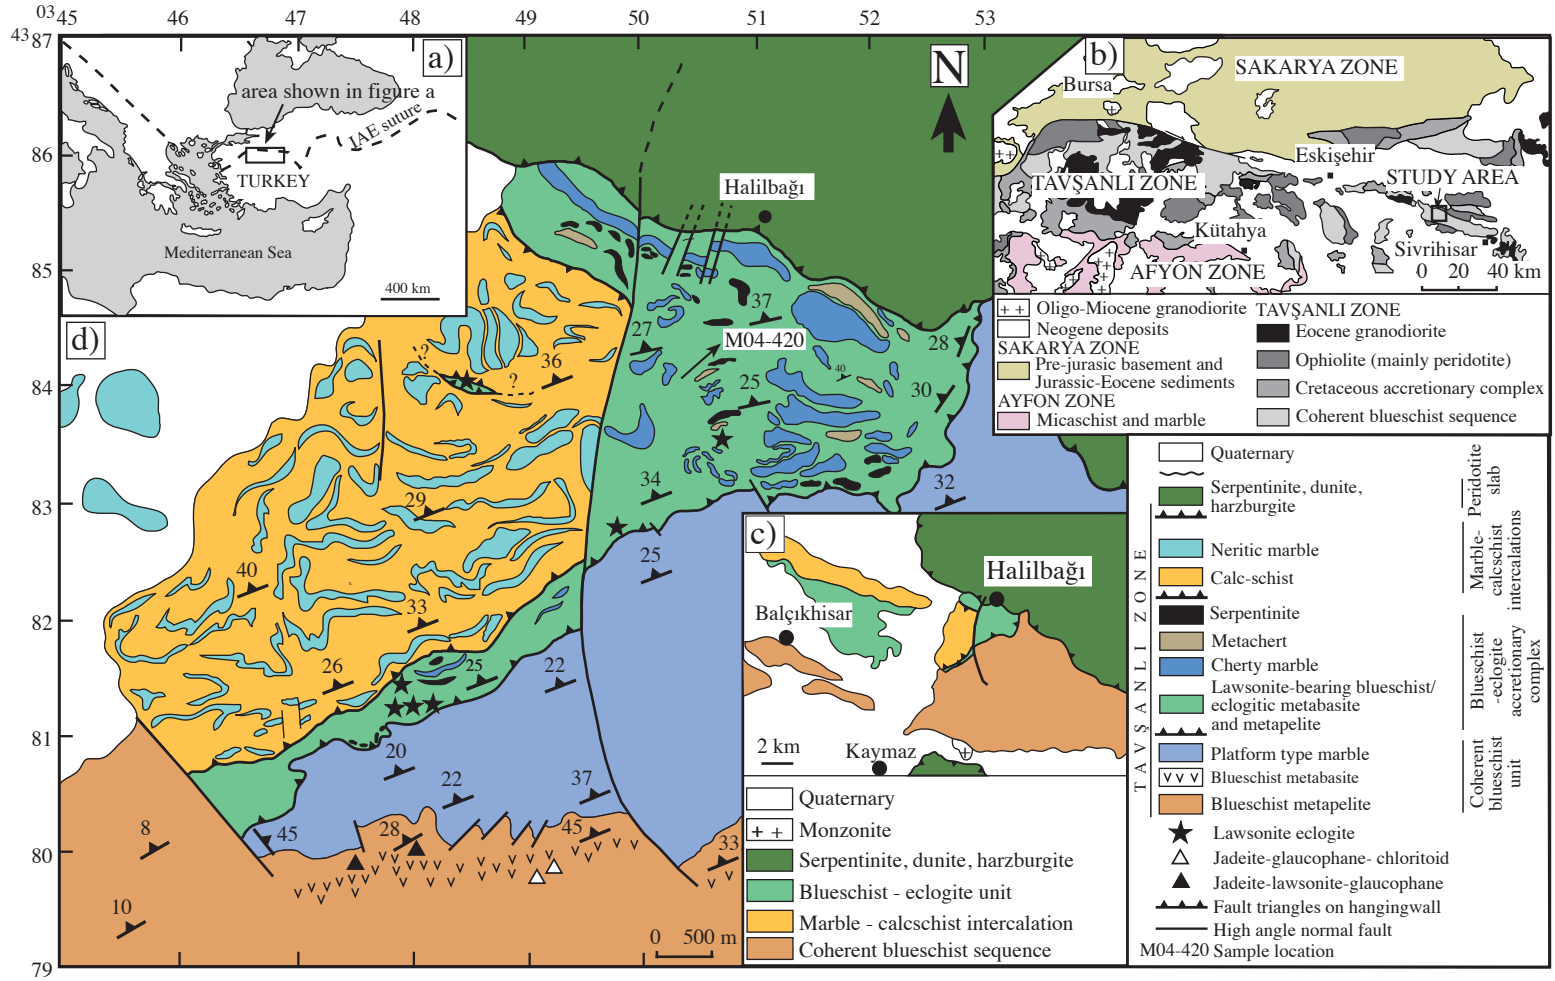 03
45 46 47 48 49 50 51 52 53
43 87
86
85
84
83
82
81
80
79
a)
area shown in figure a
IAE suture
TURKEY
Mediterranean Sea
400 km
N
Halilbağı
M04-420
d)
37
27
28
36
?
?
40
25
30
34
32
29
25
40
33
26
25
22
20
22
37
45
28
45
33
8
10
0 500 m
b)
SAKARYA ZONE
Bursa
Eskişehir
TAVŞANLI ZONE
STUDY AREA
Kütahya
Sivrihisar
AFYON ZONE
0 20 40 km
Oligo-Miocene granodiorite
Neogene deposits
SAKARYA ZONE
Pre-jurasic basement and
Jurassic-Eocene sediments
AYFON ZONE
Micaschist and marble
TAVŞANLI ZONE
Eocene granodiorite
Ophiolite (mainly peridotite)
Cretaceous accretionary complex
Coherent blueschist sequence
c)
Halilbağı
Balçıkhisar
2 km
Kaymaz
Quaternary
Monzonite
Serpentinite, dunite, harzburgite
Blueschist - eclogite unit
Marble - calcschist intercalation
Coherent blueschist sequence
Quaternary
Serpentinite, dunite,
harzburgite
Neritic marble
Calc-schist
Serpentinite
Metachert
Cherty marble
Lawsonite-bearing blueschist/
eclogitic metabasite
and metapelite
Platform type marble
Blueschist metabasite
Blueschist metapelite
Lawsonite eclogite
Jadeite-glaucophane- chloritoid
Jadeite-lawsonite-glaucophane
Fault triangles on hangingwall
High angle normal fault
M04-420 Sample location
TAVŞANLI ZONE
Peridotite
slab
Marble-
calcschist
intercalations
Blueschist
-eclogite
accretionary
complex
Coherent
blueschist
unit